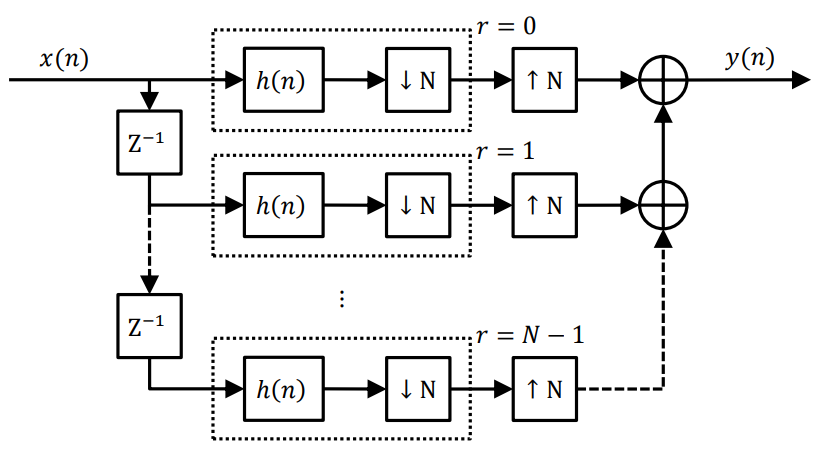 r = 0
x(n) h(n) ↓ N ↑ N y(n)
Z⁻¹
r = 1
h(n) ↓ N ↑ N
⋮
Z⁻¹
r = N − 1
h(n) ↓ N ↑ N